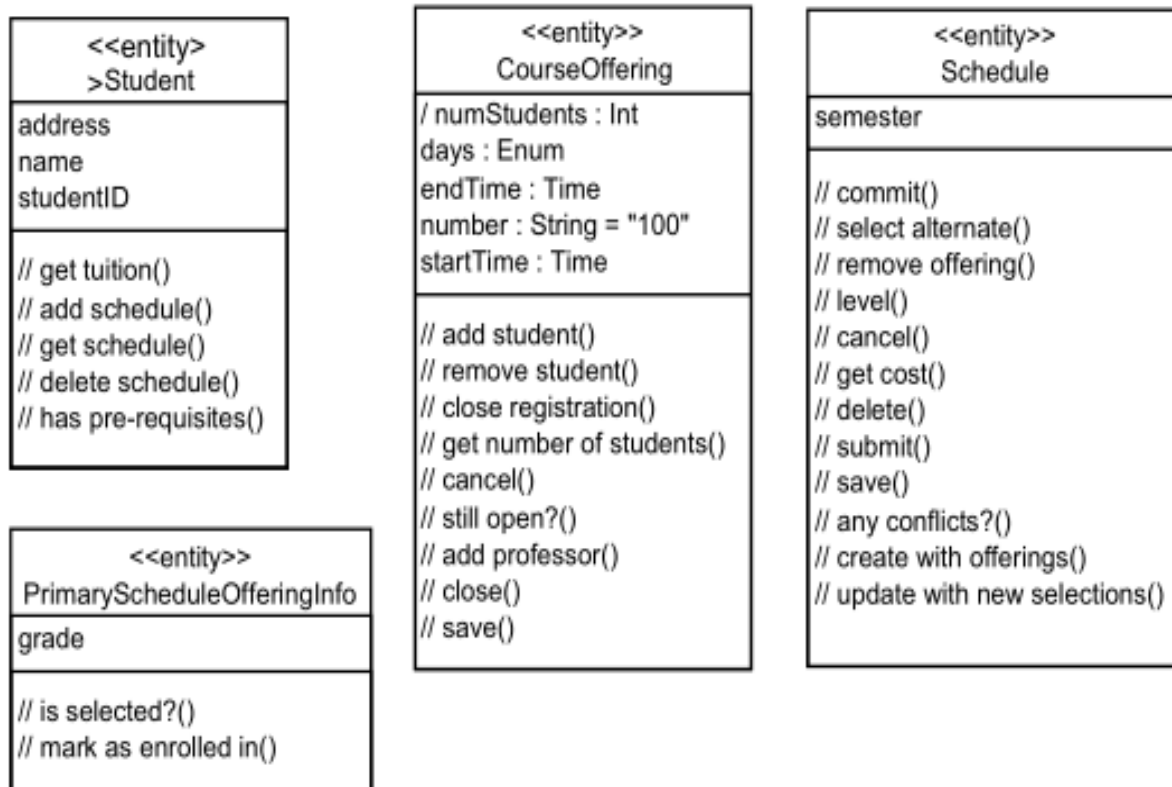 <<entity>
>Student
address
name
studentID
// get tuition()
// add schedule()
// get schedule()
// delete schedule()
// has pre-requisites()
<<entity>>
CourseOffering
/ numStudents : Int
days : Enum
endTime : Time
number : String = "100"
startTime : Time
// add student()
// remove student()
// close registration()
// get number of students()
// cancel()
// still open?()
// add professor()
// close()
// save()
<<entity>>
Schedule
semester
// commit()
// select alternate()
// remove offering()
// level()
// cancel()
// get cost()
// delete()
// submit()
// save()
// any conflicts?()
// create with offerings()
// update with new selections()
<<entity>>
PrimaryScheduleOfferingInfo
grade
// is selected?()
// mark as enrolled in()